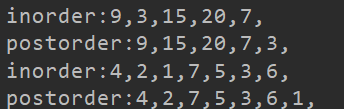 inorder:9,3,15,20,7,
postorder:9,15,20,7,3,
inorder:4,2,1,7,5,3,6,
postorder:4,2,7,5,3,6,1,